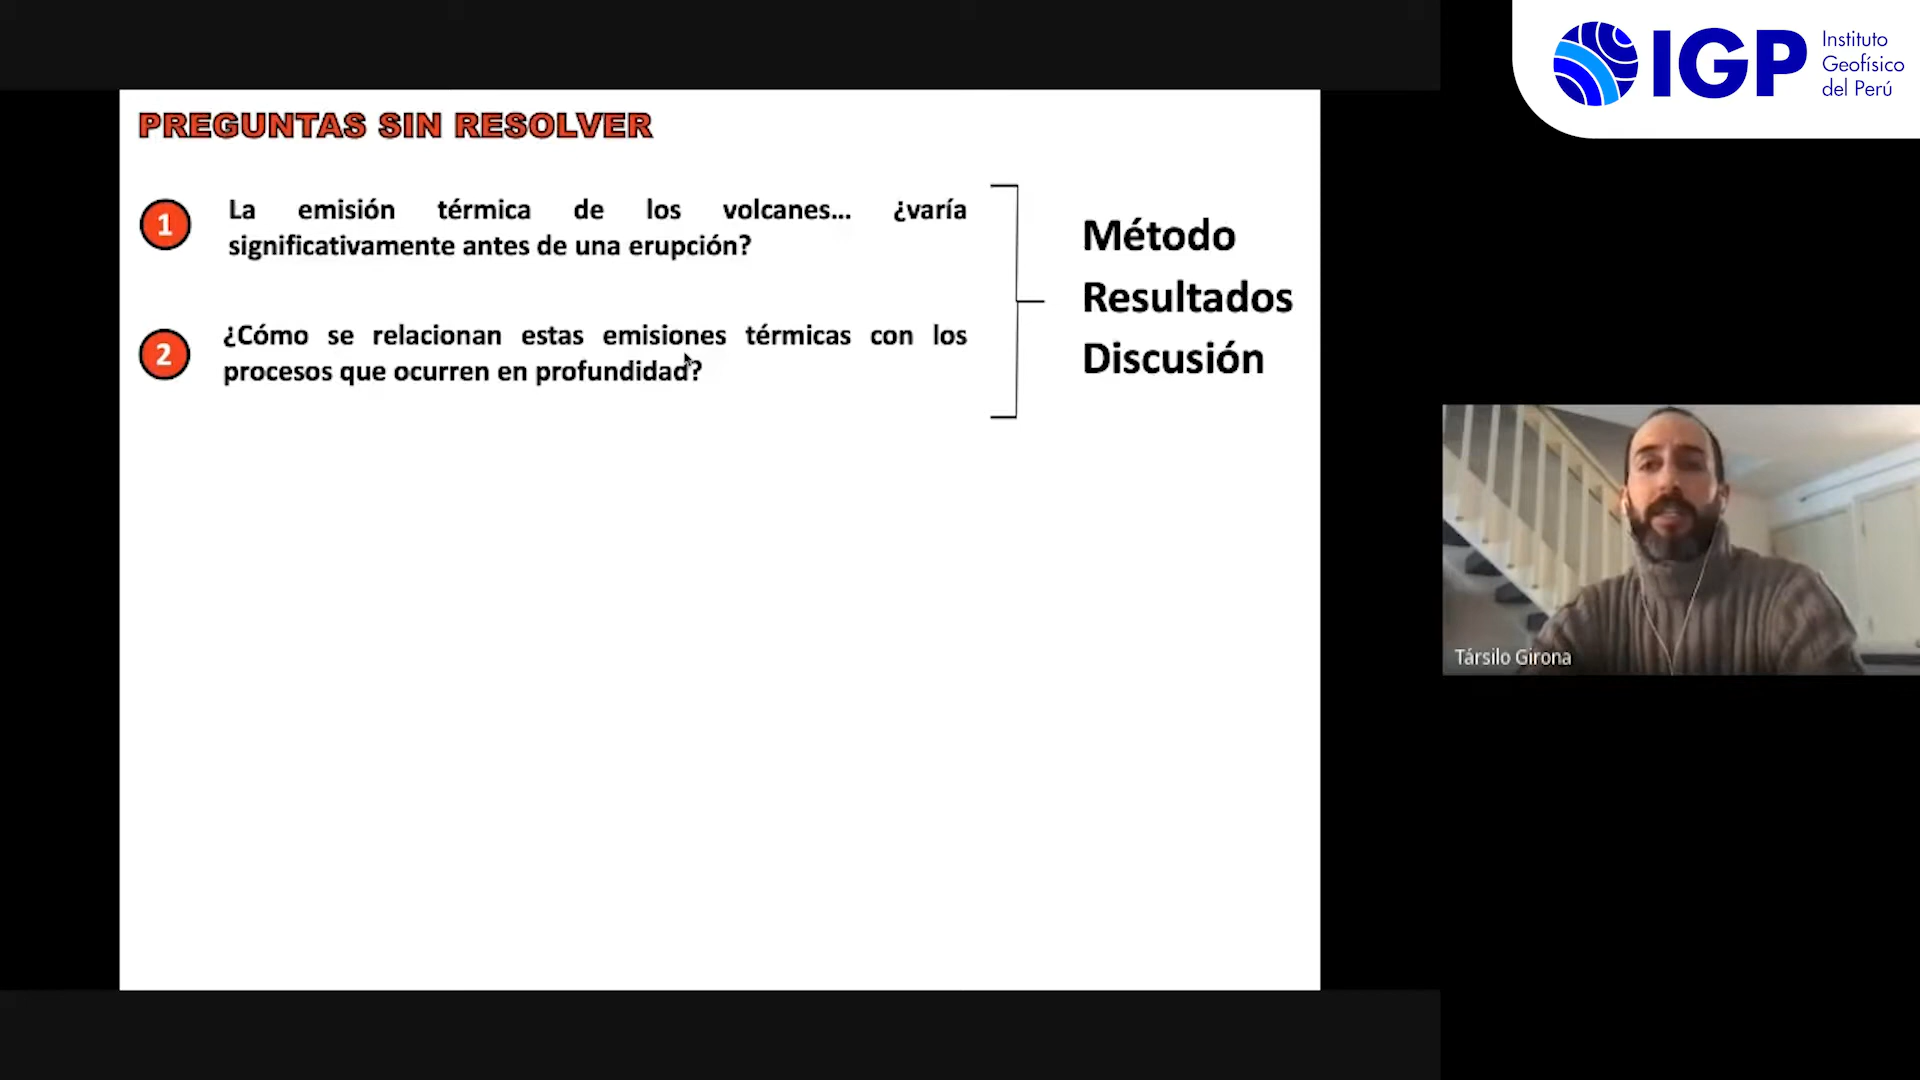 IGP
Instituto
Geofísico
del Perú
PREGUNTAS SIN RESOLVER
1
La emisión térmica de los volcanes... ¿varía
significativamente antes de una erupción?
2
¿Cómo se relacionan estas emisiones térmicas con los
procesos que ocurren en profundidad?
Método
Resultados
Discusión
Társilo Girona